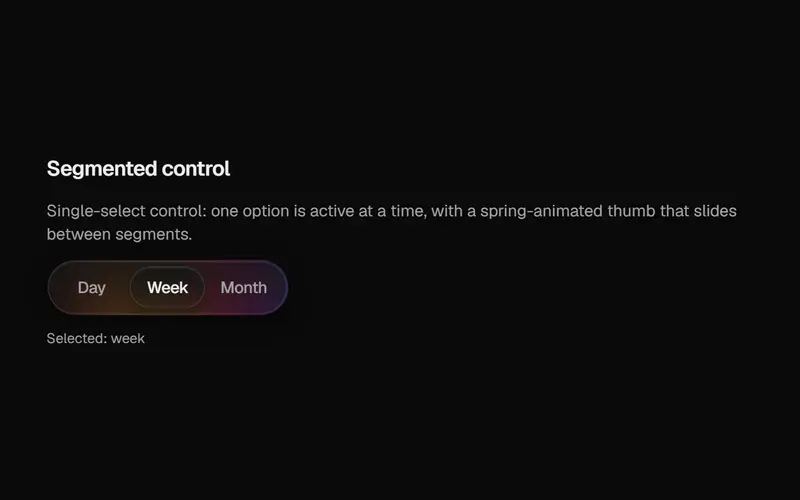 Segmented control
Single-select control: one option is active at a time, with a spring-animated thumb that slides
between segments.
Day Week Month
Selected: week